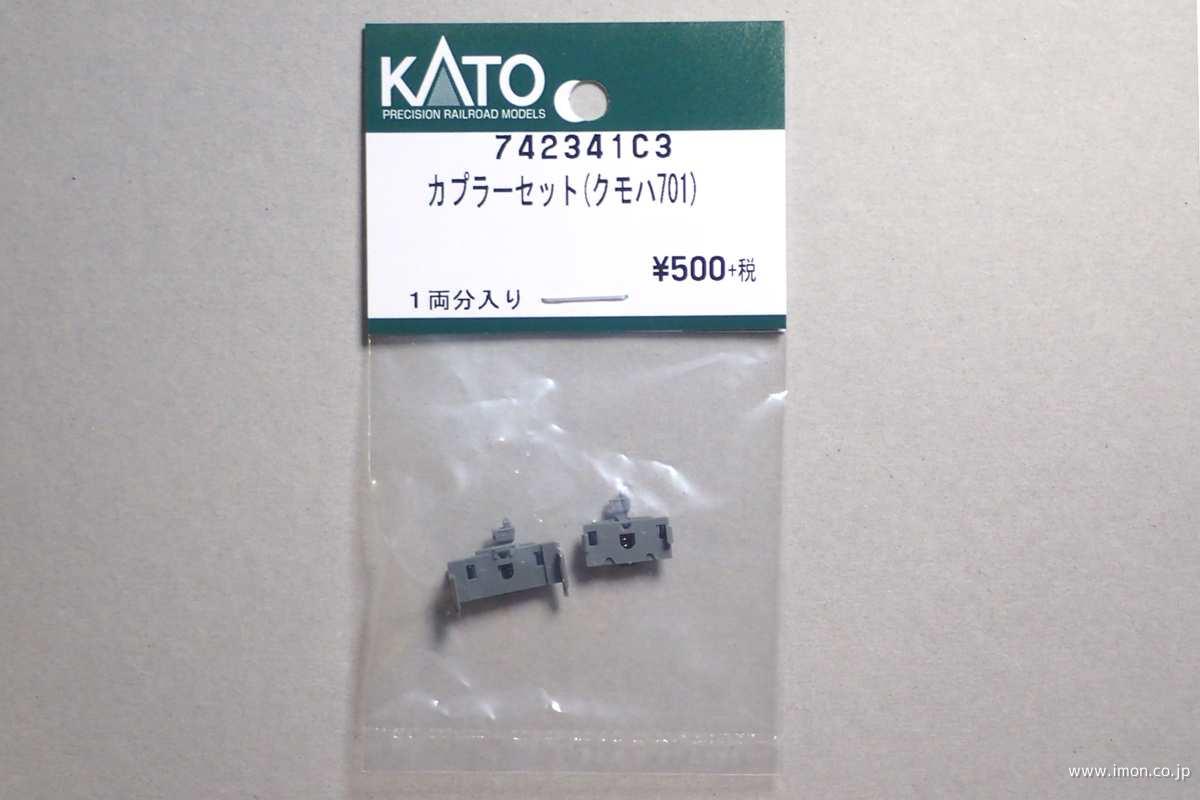 KATO
PRECISION RAILROAD MODELS
742341C3
カプラーセット(クモハ701)
¥500+税
1両分入り
www.imon.co.jp